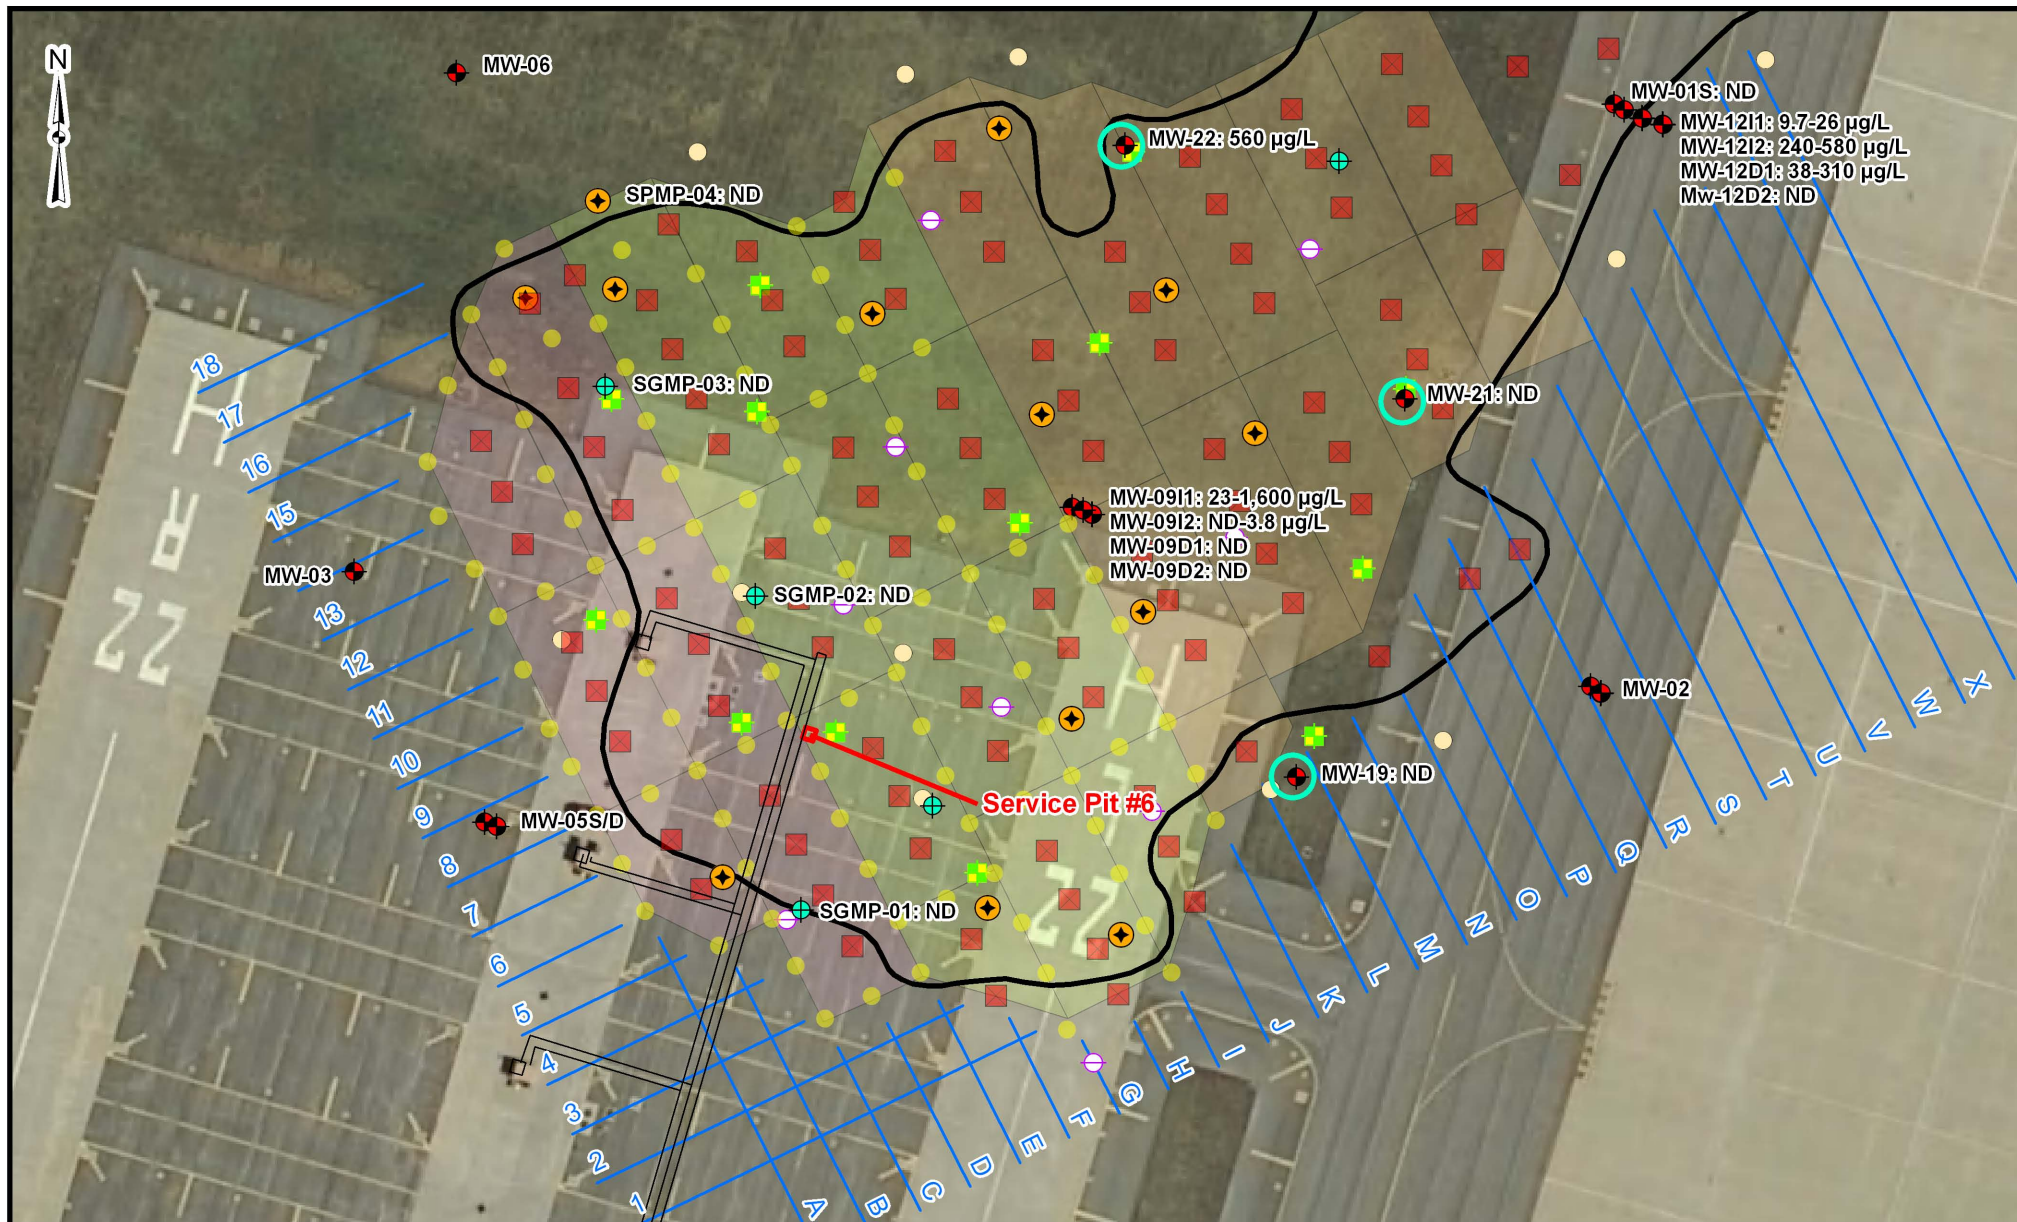 N
MW-06
MW-01S: ND
MW-12I1: 9.7-26 µg/L
MW-12I2: 240-580 µg/L
MW-12D1: 38-310 µg/L
Mw-12D2: ND
MW-22: 560 µg/L
SPMP-04: ND
SGMP-03: ND
MW-21: ND
MW-09I1: 23-1,600 µg/L
MW-09I2: ND-3.8 µg/L
MW-09D1: ND
MW-09D2: ND
MW-03
SGMP-02: ND
MW-02
MW-19: ND
Service Pit #6
MW-05S/D
SGMP-01: ND
18
17
16
15
13
12
11
10
9
8
7
6
5
4
3
2
1
A
B
C
D
E
F
G
H
I
J
K
L
M
N
O
P
Q
R
S
T
U
V
W
X
H
R
22
22